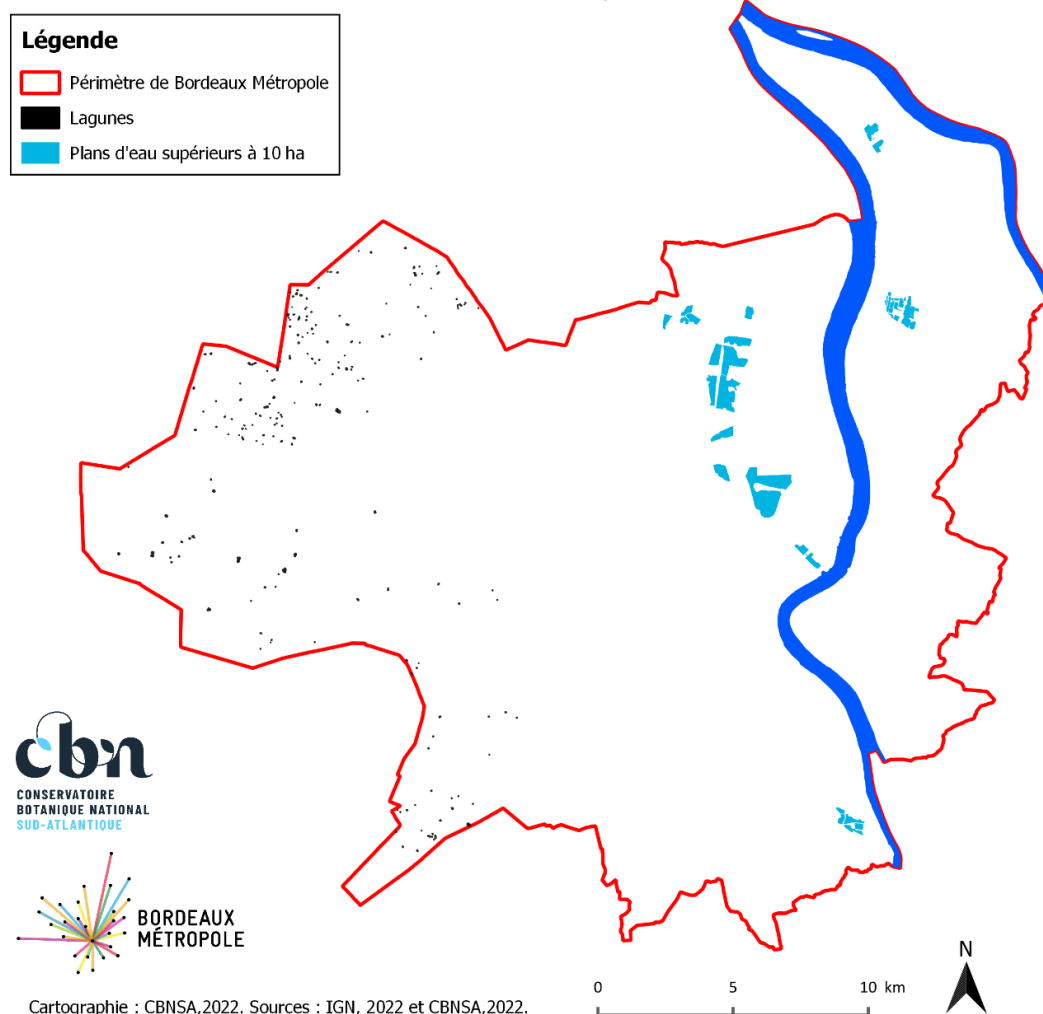 Légende
Périmètre de Bordeaux Métropole
Lagunes
Plans d'eau supérieurs à 10 ha
cbn
CONSERVATOIRE
BOTANIQUE NATIONAL
SUD-ATLANTIQUE
BORDEAUX
MÉTROPOLE
N
0 5 10 km
Cartographie : CBNSA,2022. Sources : IGN, 2022 et CBNSA,2022.